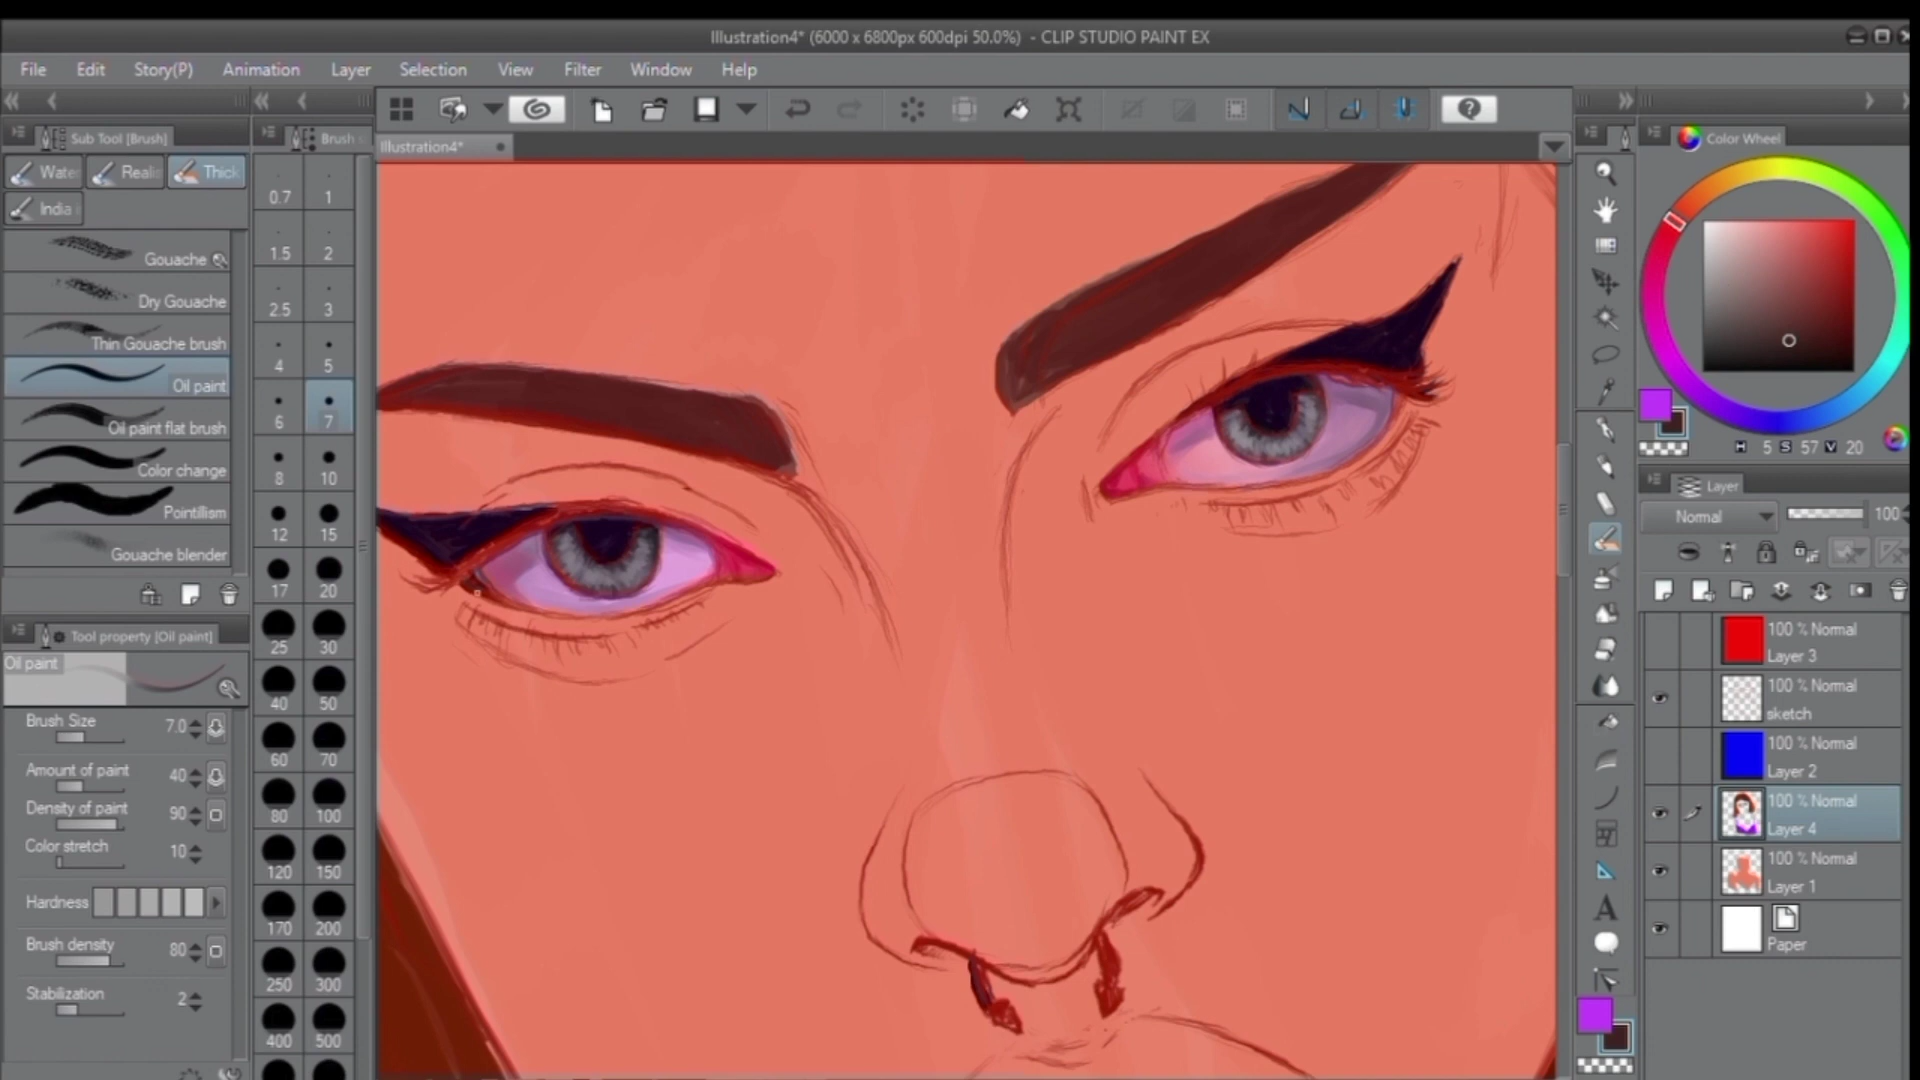 Illustration4* (6000 x 6800px 600dpi 50.0%) - CLIP STUDIO PAINT EX
File Edit Story(P) Animation Layer Selection View Filter Window Help
Sub Tool [Brush]
Brush
Illustration4*
Color Wheel
Wate Realis Thick
India
Gouache
Dry Gouache
Thin Gouache brush
Oil paint
Oil paint flat brush
Color change
Pointillism
Gouache blender
0.7 1
1.5 2
2.5 3
4 5
6 7
8 10
12 15
17 20
25 30
40 50
60 70
80 100
120 150
170 200
250 300
400 500
Tool property [Oil paint]
Oil paint
Brush Size 7.0
Amount of paint 40
Density of paint 90
Color stretch 10
Hardness
Brush density 80
Stabilization 2
H 5 S 57 V 20
Layer
Normal 100
100 % Normal
Layer 3
100 % Normal
sketch
100 % Normal
Layer 2
100 % Normal
Layer 4
100 % Normal
Layer 1
Paper